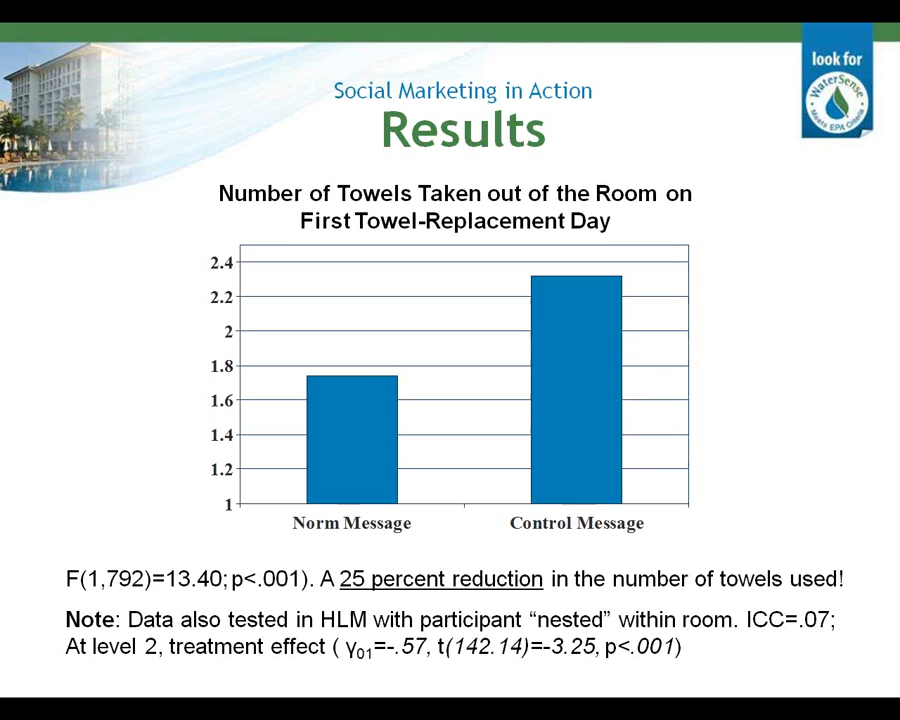 look for
WaterSense
Meets EPA Criteria
Social Marketing in Action
Results
Number of Towels Taken out of the Room on
First Towel-Replacement Day
2.4
2.2
2
1.8
1.6
1.4
1.2
1
Norm Message
Control Message
F(1,792)=13.40; p<.001). A 25 percent reduction in the number of towels used!
Note: Data also tested in HLM with participant “nested” within room. ICC=.07;
At level 2, treatment effect ( γ01=-.57, t(142.14)=-3.25, p<.001)